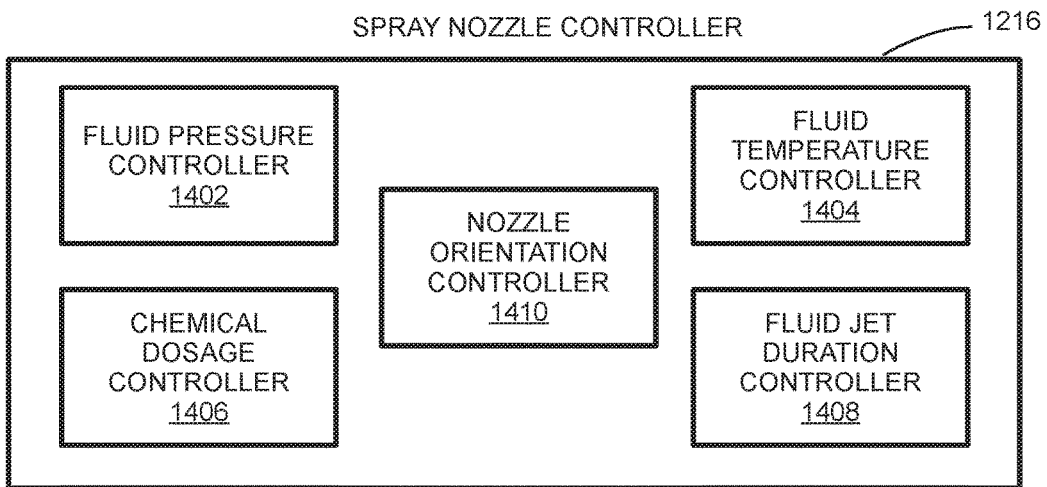 SPRAY NOZZLE CONTROLLER
1216
FLUID PRESSURE
CONTROLLER
1402
FLUID
TEMPERATURE
CONTROLLER
1404
NOZZLE
ORIENTATION
CONTROLLER
1410
CHEMICAL
DOSAGE
CONTROLLER
1406
FLUID JET
DURATION
CONTROLLER
1408